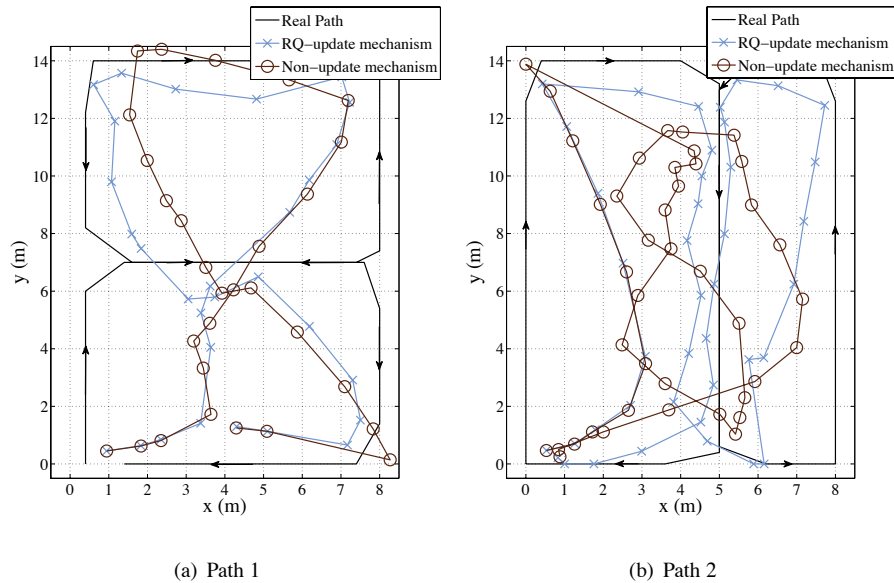 Real Path
RQ−update mechanism
Non−update mechanism
14
12
10
8
6
4
2
0
y (m)
0 1 2 3 4 5 6 7 8
x (m)
(a) Path 1
Real Path
RQ−update mechanism
Non−update mechanism
14
12
10
8
6
4
2
0
y (m)
0 1 2 3 4 5 6 7 8
x (m)
(b) Path 2